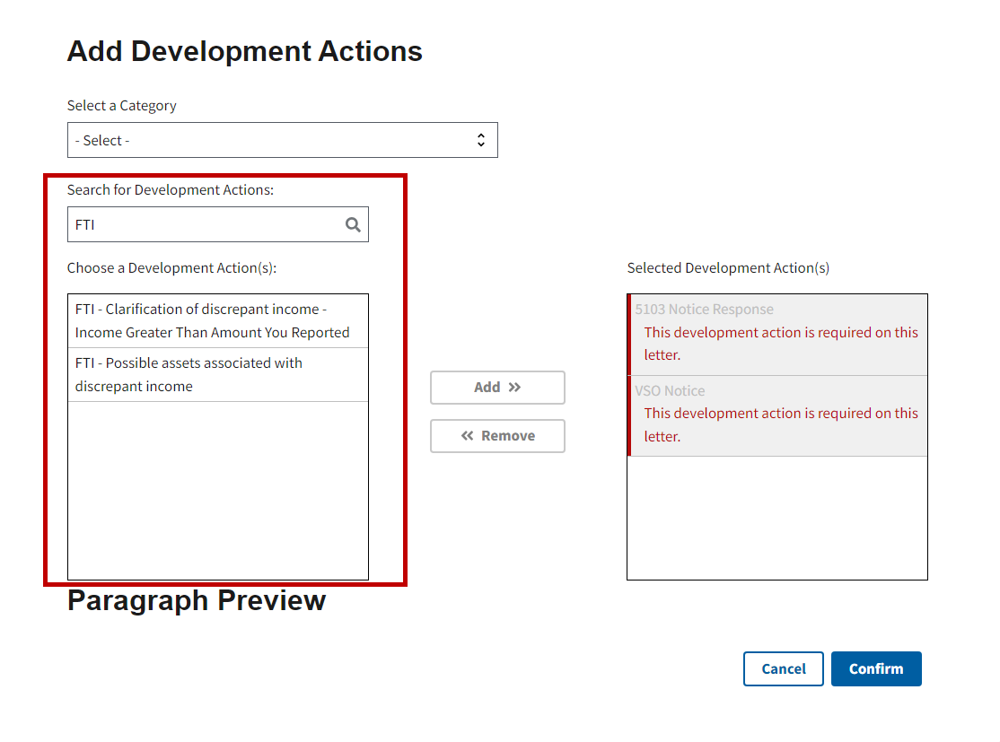 Add Development Actions
Select a Category
- Select -
Search for Development Actions:
FTI
Choose a Development Action(s):
FTI - Clarification of discrepant income -
Income Greater Than Amount You Reported
FTI - Possible assets associated with
discrepant income
Add
Remove
Selected Development Action(s)
5103 Notice Response
This development action is required on this
letter.
VSO Notice
This development action is required on this
letter.
Paragraph Preview
Cancel
Confirm